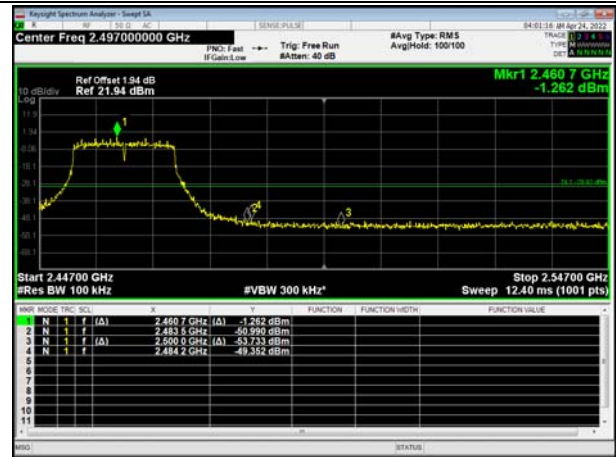 Keysight Spectrum Analyzer - Swept SA
R RF 50 Ω AC SENSE:PULSE 04:01:16 AM Apr 24, 2022
Center Freq 2.497000000 GHz
PNO: Fast
IFGain:Low
Trig: Free Run
#Atten: 40 dB
#Avg Type: RMS
Avg|Hold: 100/100
TRACE 1 2 3 4 5 6
TYPE M WWWWW
DET A N N N N N
Mkr1 2.460 7 GHz
-1.262 dBm
Ref Offset 1.94 dB
Ref 21.94 dBm
10 dB/div
Log
11.9
1.94
-8.06
-18.1
-28.1
-38.1
-48.1
-58.1
-68.1
1
2
4
3
Start 2.44700 GHz
#Res BW 100 kHz
#VBW 300 kHz*
Stop 2.54700 GHz
Sweep 12.40 ms (1001 pts)
MKR MODE TRC SCL X Y FUNCTION FUNCTION WIDTH FUNCTION VALUE
1 N 1 f (Δ) 2.460 7 GHz (Δ) -1.262 dBm
2 N 1 f 2.483 5 GHz -50.990 dBm
3 N 1 f (Δ) 2.500 0 GHz (Δ) -53.733 dBm
4 N 1 f 2.484 2 GHz -49.352 dBm
5
6
7
8
9
10
11
MSG STATUS